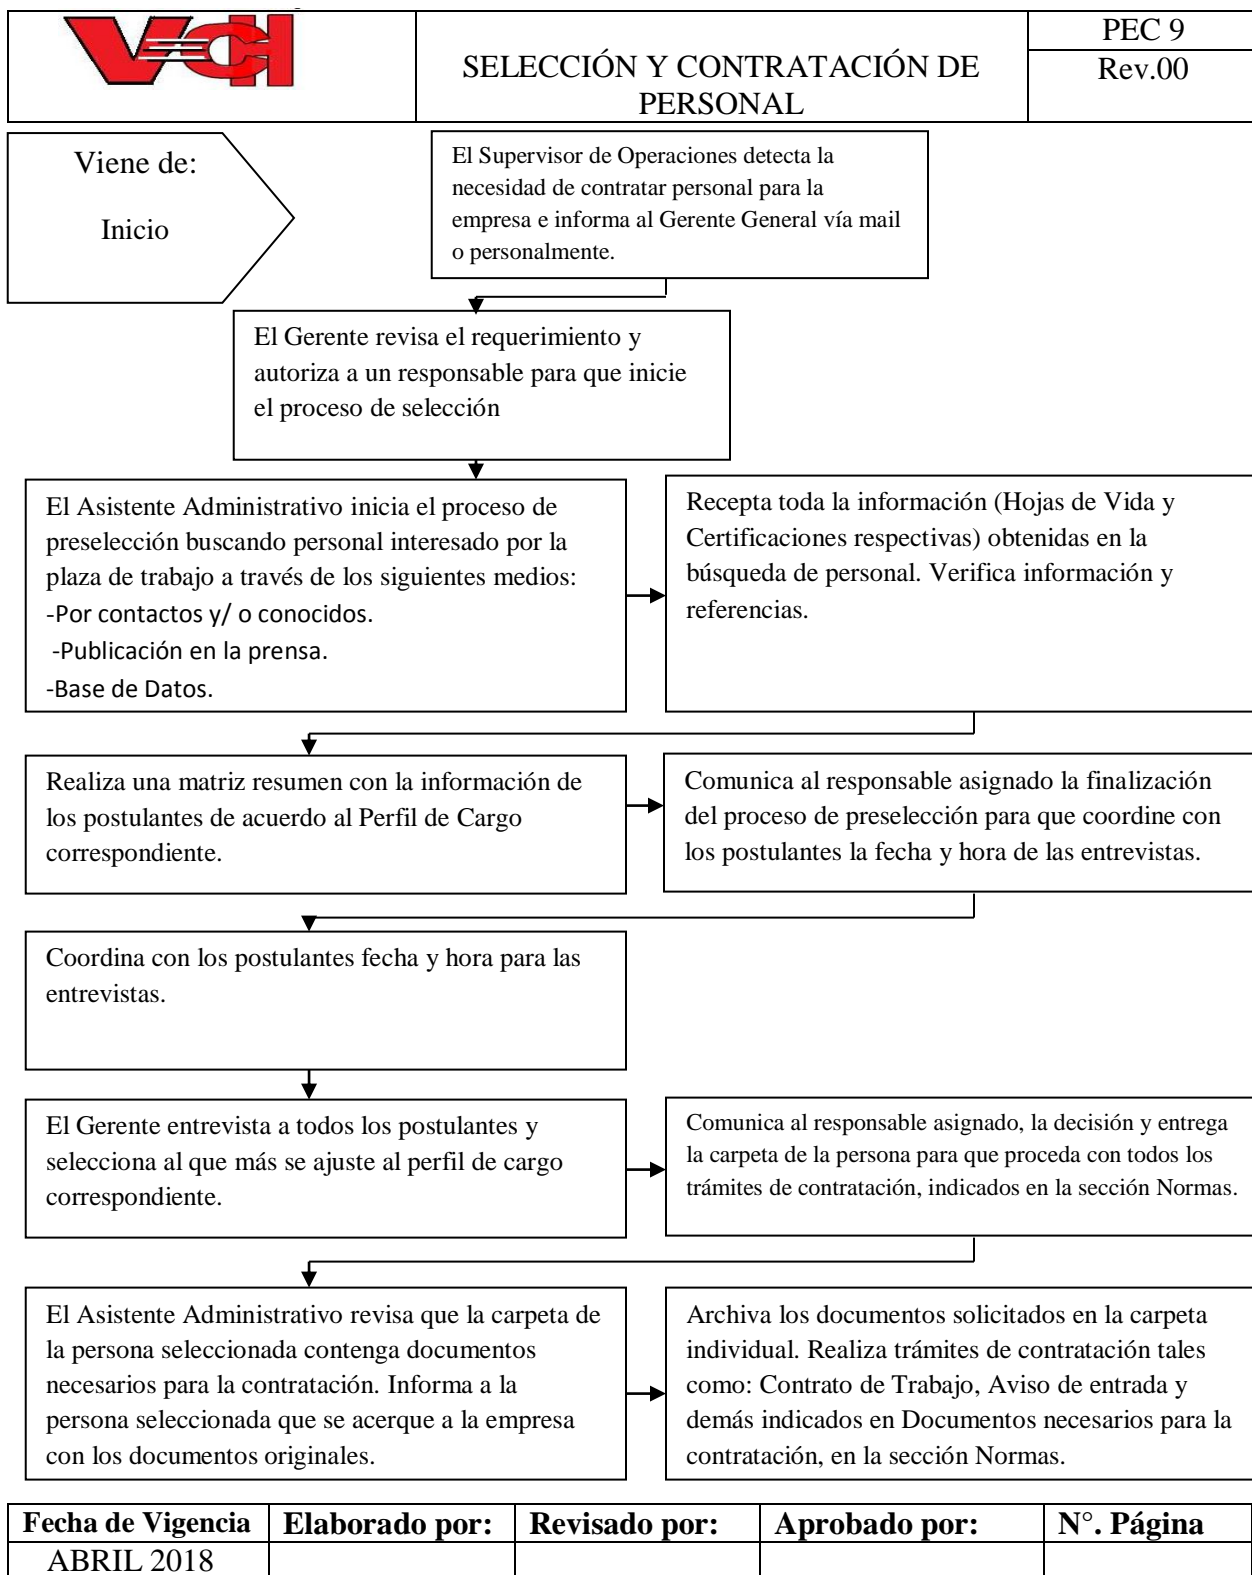 VCH
SELECCIÓN Y CONTRATACIÓN DE
PERSONAL
PEC 9
Rev.00
Viene de:
Inicio
El Supervisor de Operaciones detecta la
necesidad de contratar personal para la
empresa e informa al Gerente General vía mail
o personalmente.
El Gerente revisa el requerimiento y
autoriza a un responsable para que inicie
el proceso de selección
El Asistente Administrativo inicia el proceso de
preselección buscando personal interesado por la
plaza de trabajo a través de los siguientes medios:
-Por contactos y/ o conocidos.
-Publicación en la prensa.
-Base de Datos.
Recepta toda la información (Hojas de Vida y
Certificaciones respectivas) obtenidas en la
búsqueda de personal. Verifica información y
referencias.
Realiza una matriz resumen con la información de
los postulantes de acuerdo al Perfil de Cargo
correspondiente.
Comunica al responsable asignado la finalización
del proceso de preselección para que coordine con
los postulantes la fecha y hora de las entrevistas.
Coordina con los postulantes fecha y hora para las
entrevistas.
El Gerente entrevista a todos los postulantes y
selecciona al que más se ajuste al perfil de cargo
correspondiente.
Comunica al responsable asignado, la decisión y entrega
la carpeta de la persona para que proceda con todos los
trámites de contratación, indicados en la sección Normas.
El Asistente Administrativo revisa que la carpeta de
la persona seleccionada contenga documentos
necesarios para la contratación. Informa a la
persona seleccionada que se acerque a la empresa
con los documentos originales.
Archiva los documentos solicitados en la carpeta
individual. Realiza trámites de contratación tales
como: Contrato de Trabajo, Aviso de entrada y
demás indicados en Documentos necesarios para la
contratación, en la sección Normas.
Fecha de Vigencia Elaborado por: Revisado por: Aprobado por: N°. Página
ABRIL 2018